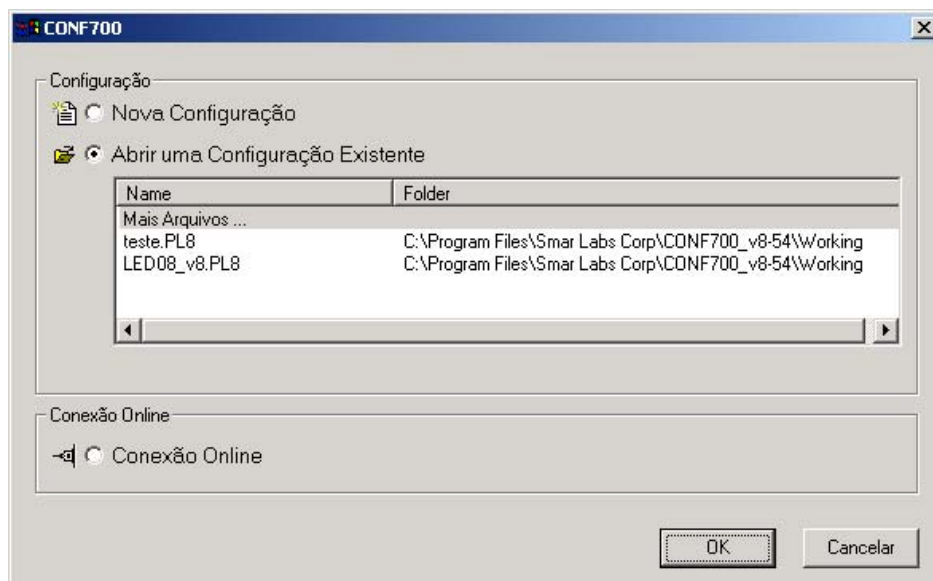 CONF700
Configuração
Nova Configuração
Abrir uma Configuração Existente
Name Folder
Mais Arquivos ...
teste.PL8 C:\Program Files\Smar Labs Corp\CONF700_v8-54\Working
LED08_v8.PL8 C:\Program Files\Smar Labs Corp\CONF700_v8-54\Working
Conexão Online
Conexão Online
OK Cancelar